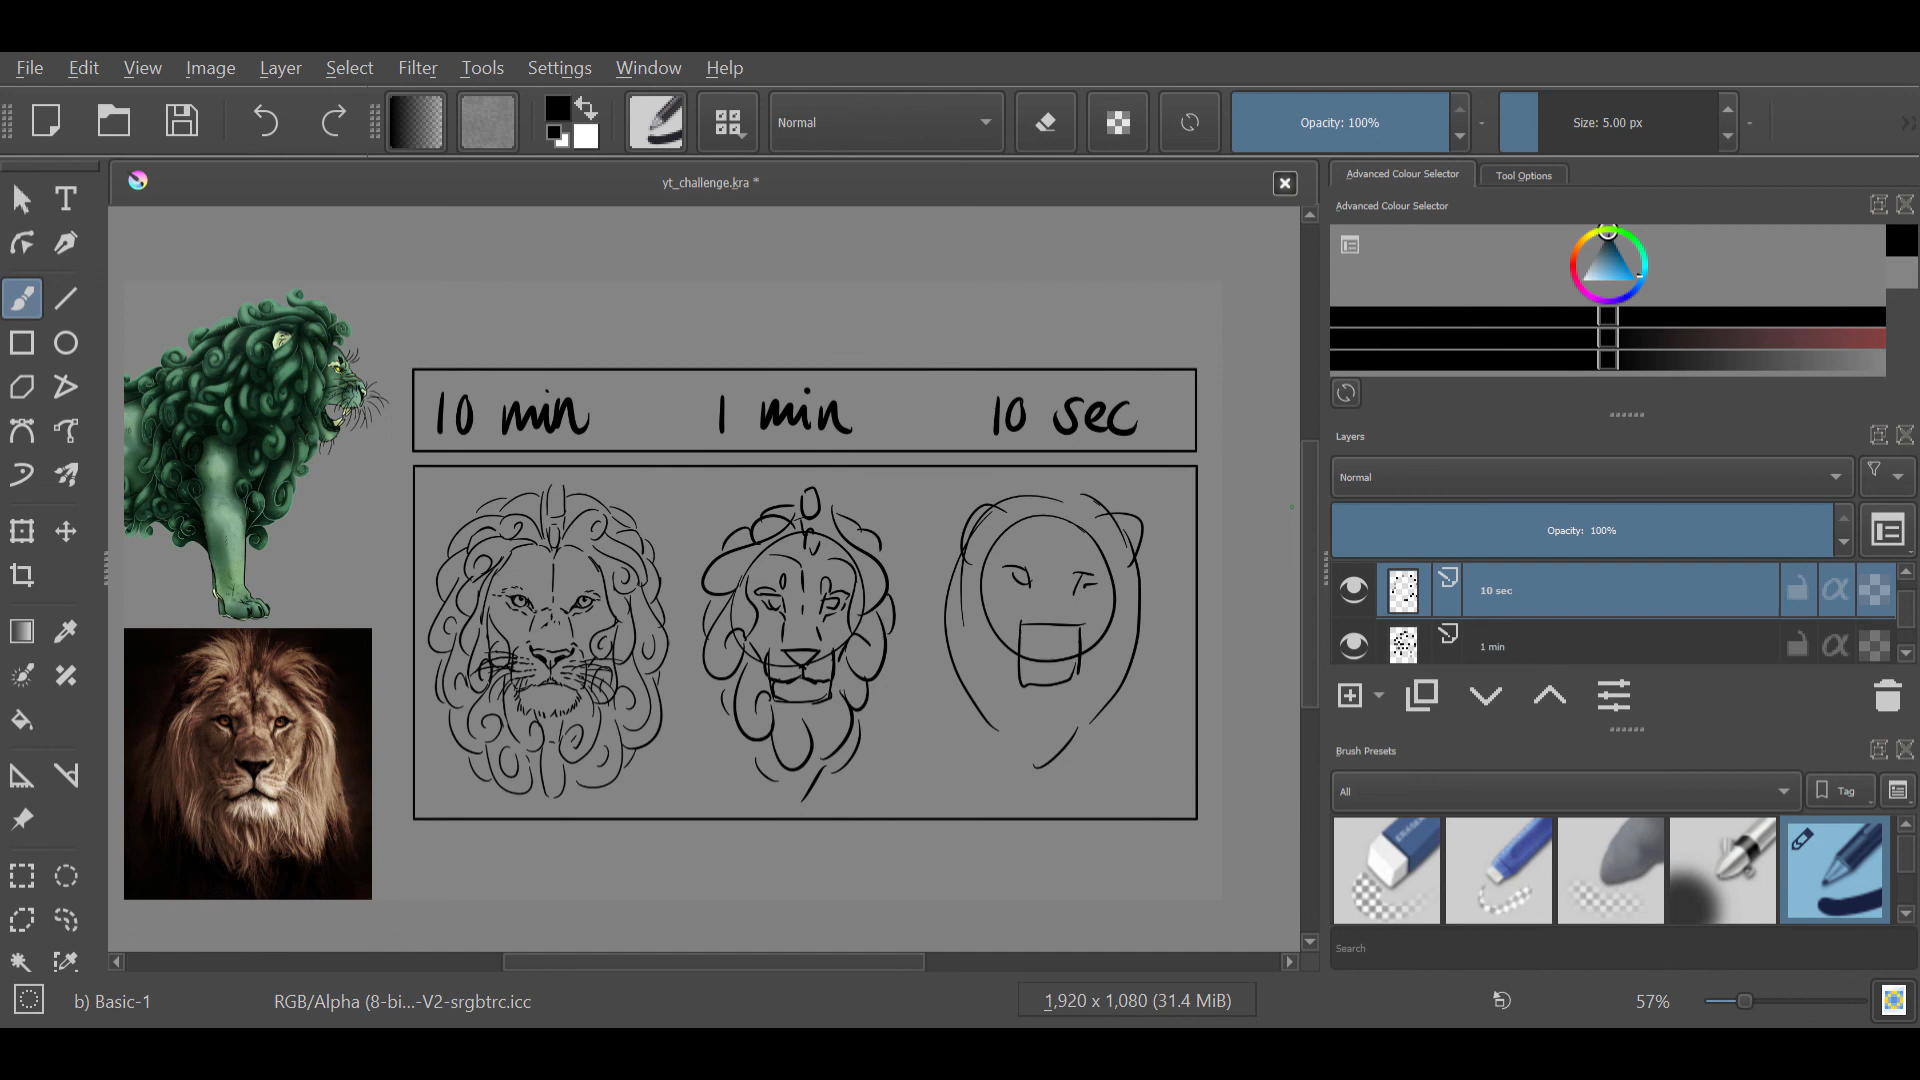 File Edit View Image Layer Select Filter Tools Settings Window Help
Normal
Opacity: 100%
Size: 5.00 px
yt_challenge.kra *
Advanced Colour Selector
Tool Options
Advanced Colour Selector
10 min 1 min 10 sec
Layers
Normal
Opacity: 100%
10 sec
1 min
Brush Presets
All
Tag
Search
b) Basic-1
RGB/Alpha (8-bi...-V2-srgbtrc.icc
1,920 x 1,080 (31.4 MiB)
57%